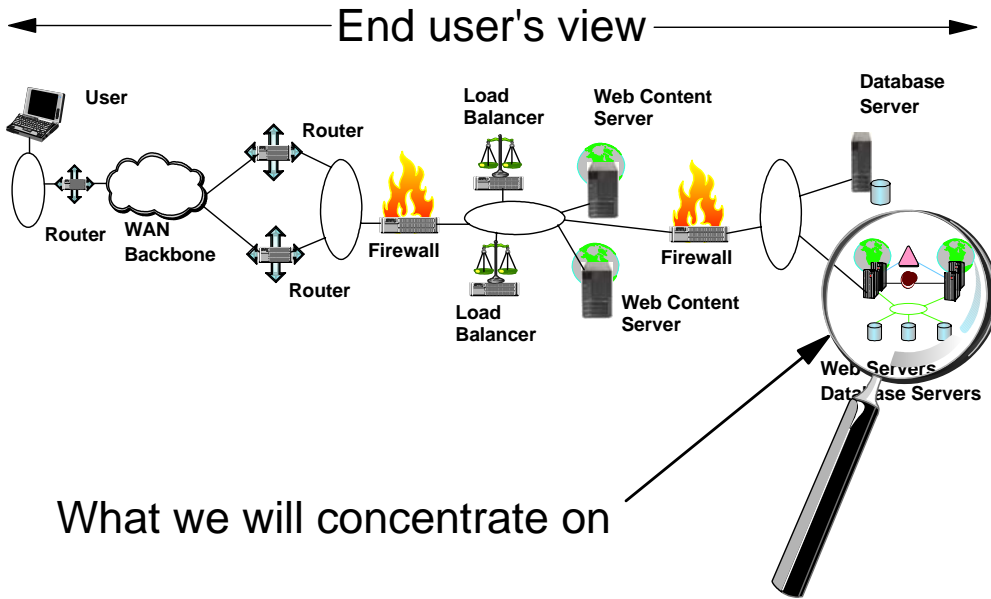 End user's view
User
Router
WAN
Backbone
Router
Router
Firewall
Load
Balancer
Load
Balancer
Web Content
Server
Web Content
Server
Firewall
Database
Server
Web Servers
Database Servers
What we will concentrate on